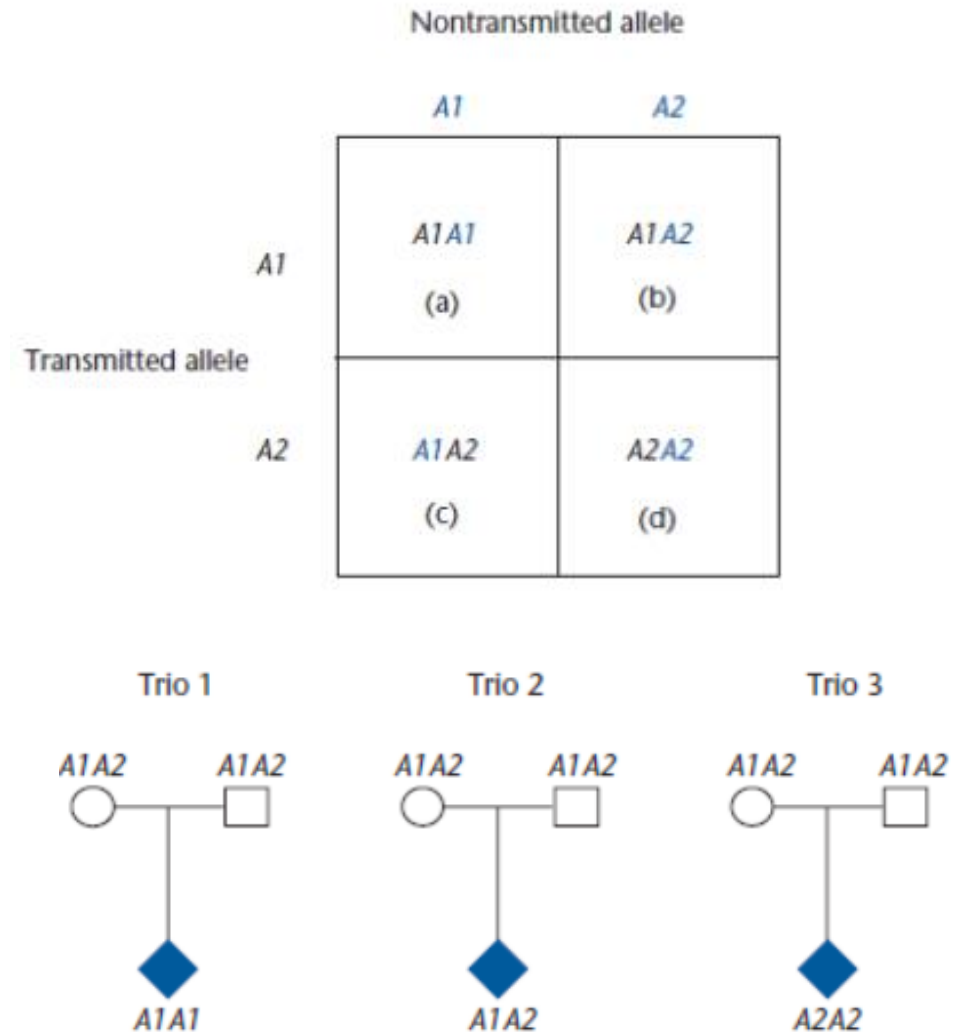 Nontransmitted allele
A1 A2
A1A1 A1A2
A1
(a) (b)
Transmitted allele
A1A2 A2A2
A2
(c) (d)
Trio 1 Trio 2 Trio 3
A1A2 A1A2 A1A2 A1A2 A1A2 A1A2
A1A1 A1A2 A2A2